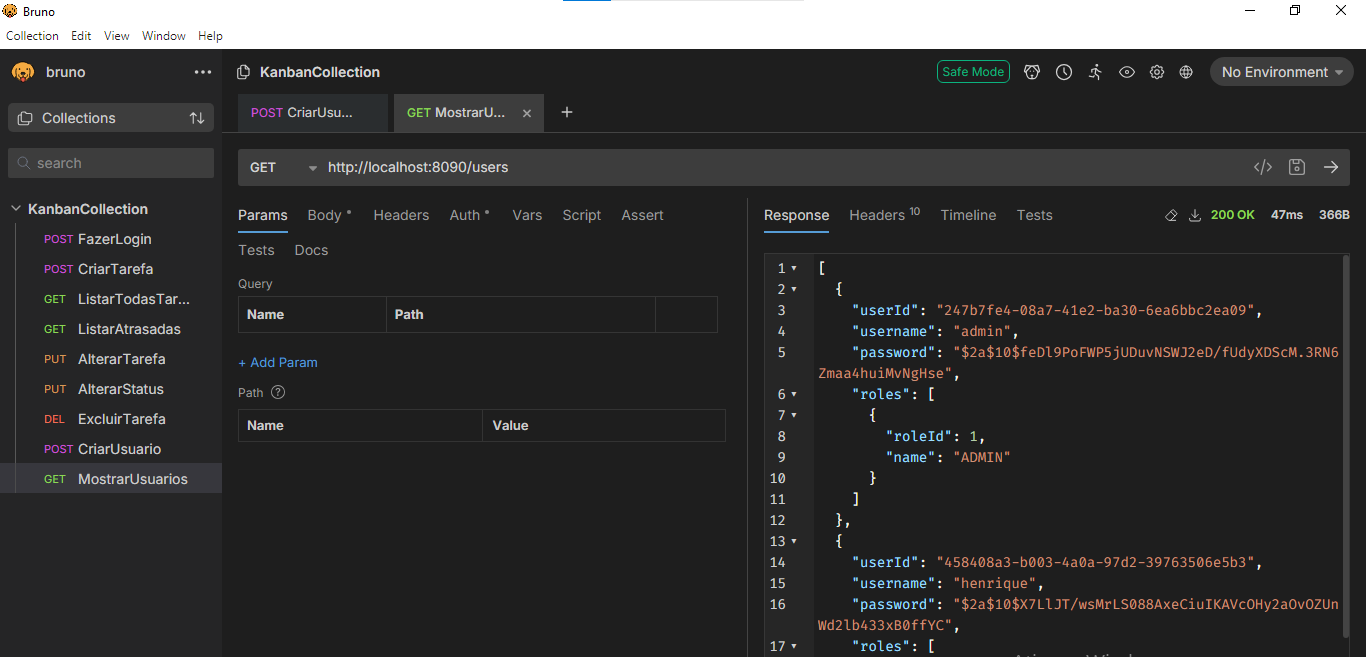 Bruno
Collection Edit View Window Help
bruno
KanbanCollection
Safe Mode
No Environment
Collections
POST CriarUsu...
GET MostrarU...
search
GET
http://localhost:8090/users
KanbanCollection
POST FazerLogin
POST CriarTarefa
GET ListarTodasTar...
GET ListarAtrasadas
PUT AlterarTarefa
PUT AlterarStatus
DEL ExcluirTarefa
POST CriarUsuario
GET MostrarUsuarios
Params Body Headers Auth Vars Script Assert
Tests Docs
Query
Name Path
+ Add Param
Path ?
Name Value
Response Headers 10 Timeline Tests 200 OK 47ms 366B
1 [
2 {
3 "userId": "247b7fe4-08a7-41e2-ba30-6ea6bbc2ea09",
4 "username": "admin",
5 "password": "$2a$10$feDl9PoFWP5jUDuvNSWJ2eD/fUdyXDScM.3RN6
Zmaa4huiMvNgHse",
6 "roles": [
7 {
8 "roleId": 1,
9 "name": "ADMIN"
10 }
11 ]
12 },
13 {
14 "userId": "458408a3-b003-4a0a-97d2-39763506e5b3",
15 "username": "henrique",
16 "password": "$2a$10$X7LlJT/wsMrLS088AxeCiuIKAVcOHy2aOvOZUn
Wd2lb433xB0ffYC",
17 "roles": [